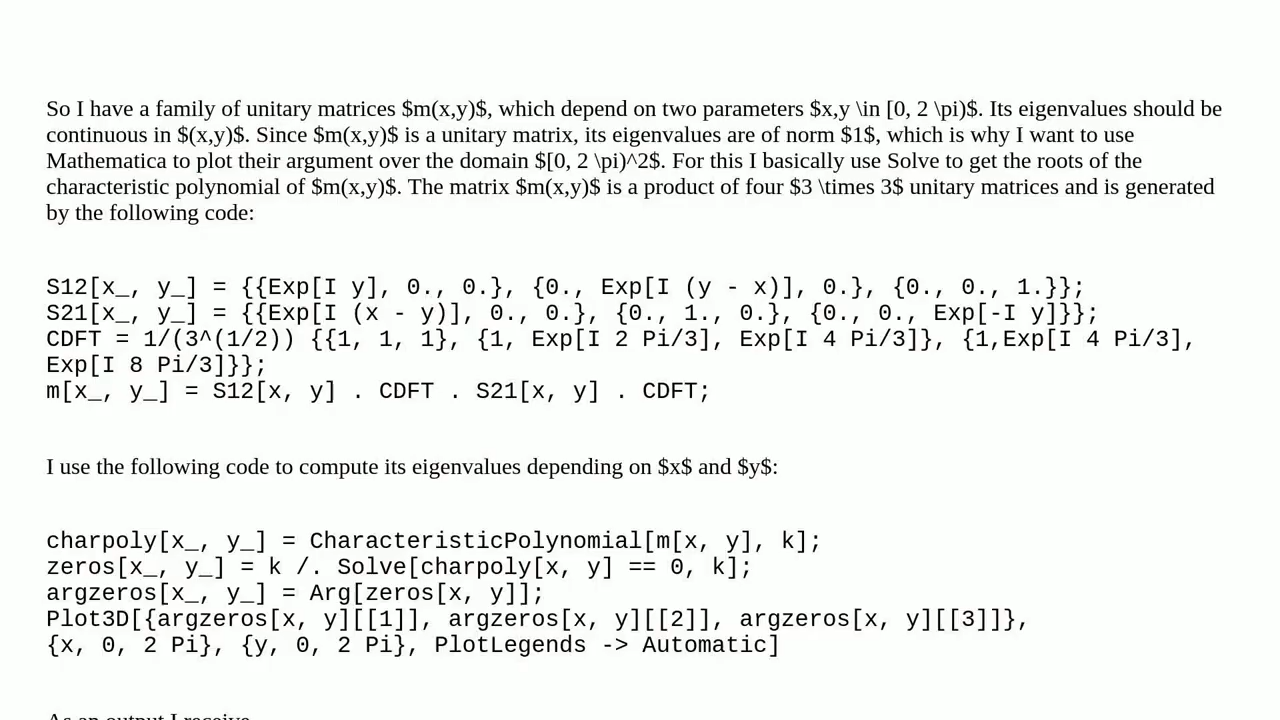 So I have a family of unitary matrices $m(x,y)$, which depend on two parameters $x,y \in [0, 2 \pi)$. Its eigenvalues should be
continuous in $(x,y)$. Since $m(x,y)$ is a unitary matrix, its eigenvalues are of norm $1$, which is why I want to use
Mathematica to plot their argument over the domain $[0, 2 \pi)^2$. For this I basically use Solve to get the roots of the
characteristic polynomial of $m(x,y)$. The matrix $m(x,y)$ is a product of four $3 \times 3$ unitary matrices and is generated
by the following code:
S12[x_, y_] = {{Exp[I y], 0., 0.}, {0., Exp[I (y - x)], 0.}, {0., 0., 1.}};
S21[x_, y_] = {{Exp[I (x - y)], 0., 0.}, {0., 1., 0.}, {0., 0., Exp[-I y]}};
CDFT = 1/(3^(1/2)) {{1, 1, 1}, {1, Exp[I 2 Pi/3], Exp[I 4 Pi/3]}, {1,Exp[I 4 Pi/3],
Exp[I 8 Pi/3]}};
m[x_, y_] = S12[x, y] . CDFT . S21[x, y] . CDFT;
I use the following code to compute its eigenvalues depending on $x$ and $y$:
charpoly[x_, y_] = CharacteristicPolynomial[m[x, y], k];
zeros[x_, y_] = k /. Solve[charpoly[x, y] == 0, k];
argzeros[x_, y_] = Arg[zeros[x, y]];
Plot3D[{argzeros[x, y][[1]], argzeros[x, y][[2]], argzeros[x, y][[3]]},
{x, 0, 2 Pi}, {y, 0, 2 Pi}, PlotLegends -> Automatic]
As an output I receive